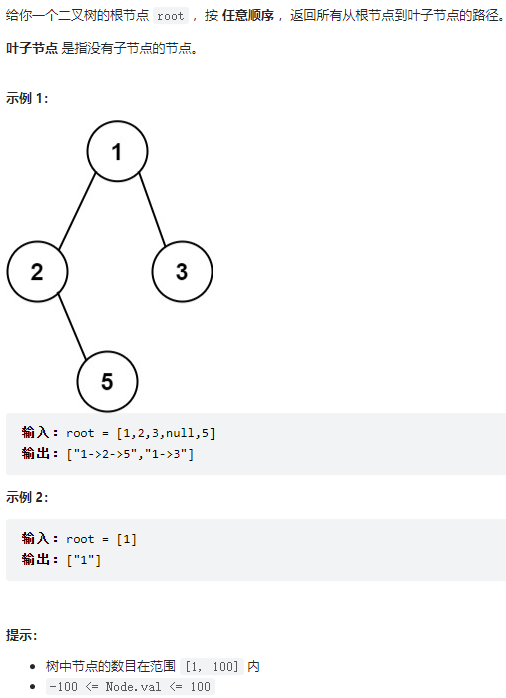 给你一个二叉树的根节点 root ，按 任意顺序 ，返回所有从根节点到叶子节点的路径。
叶子节点 是指没有子节点的节点。
示例 1：
1
2
3
5
输入：root = [1,2,3,null,5]
输出：["1->2->5","1->3"]
示例 2：
输入：root = [1]
输出：["1"]
提示：
• 树中节点的数目在范围 [1, 100] 内
• -100 <= Node.val <= 100